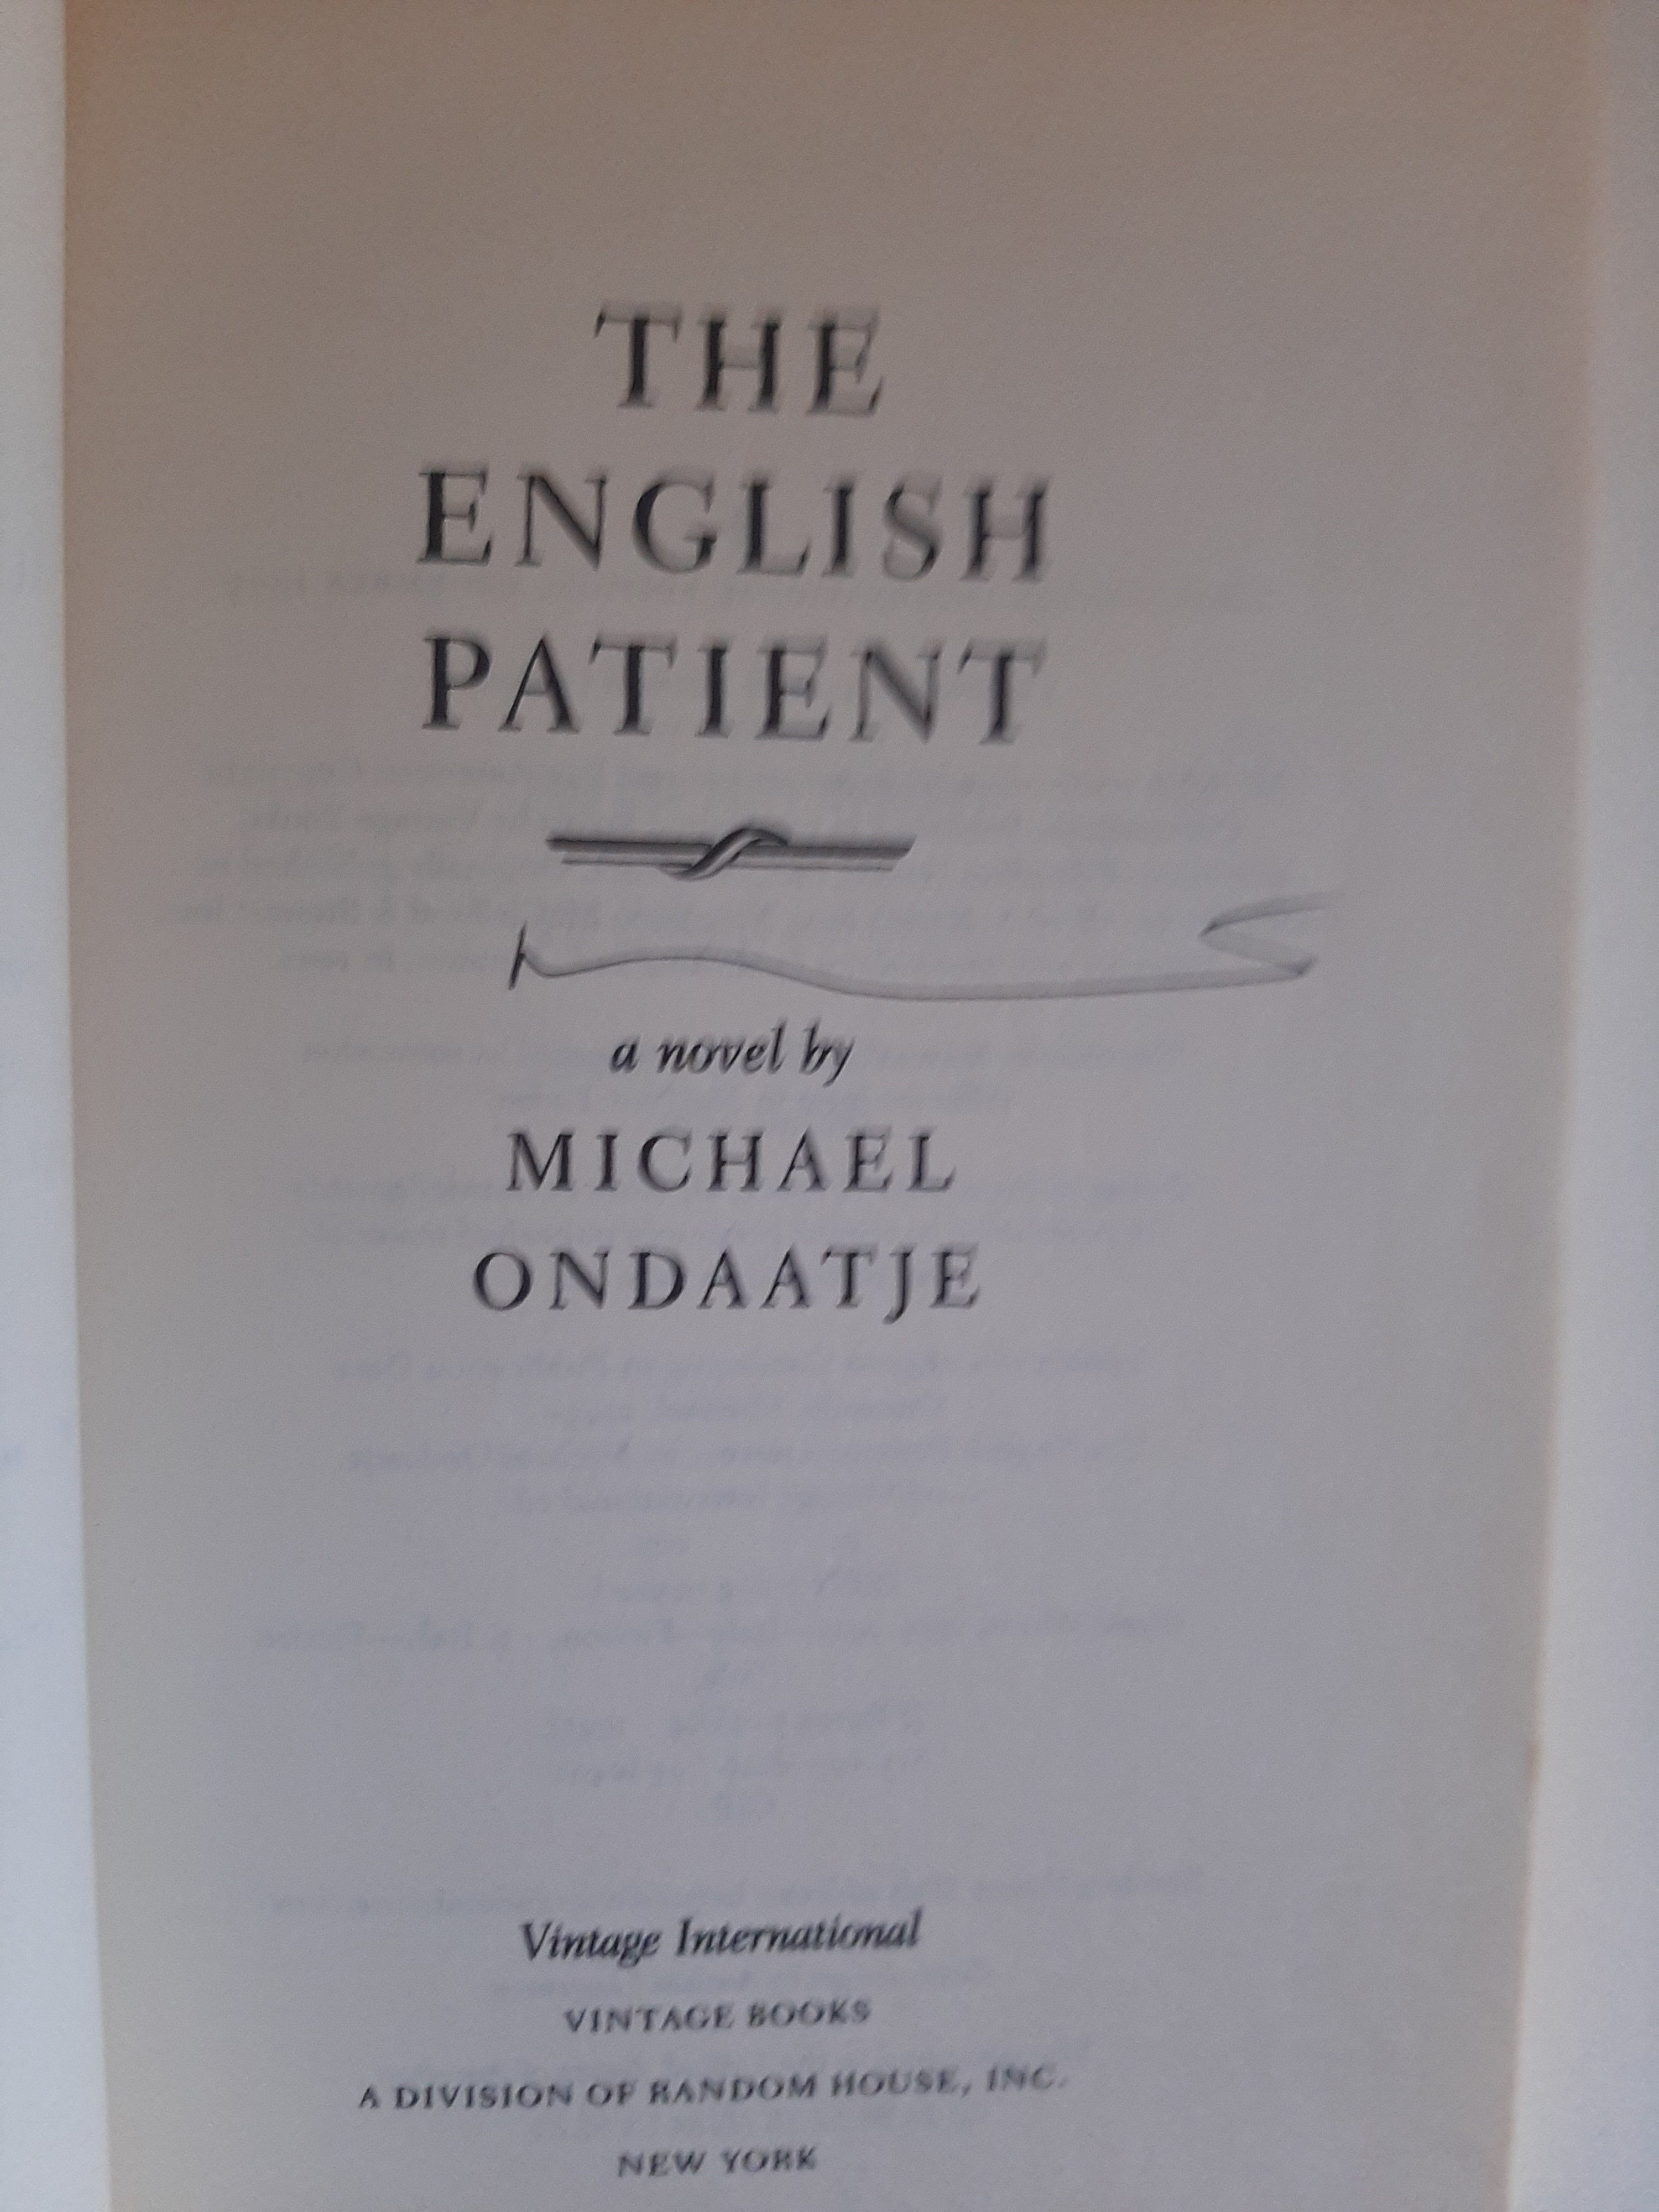 THE
ENGLISH
PATIENT
a novel by
MICHAEL
ONDAATJE
Vintage International
VINTAGE BOOKS
A DIVISION OF RANDOM HOUSE, INC.
NEW YORK